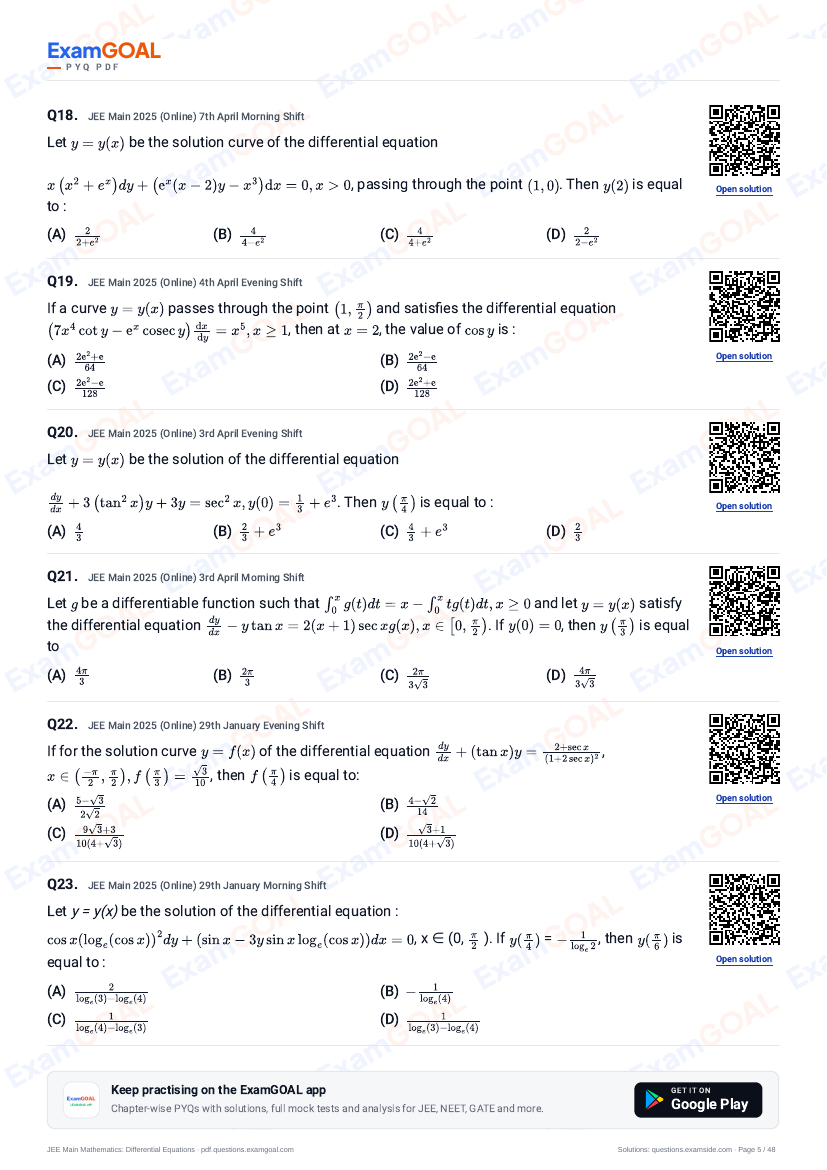 ExamGOAL
PYQ PDF
Q18. JEE Main 2025 (Online) 7th April Morning Shift
Let y = y(x) be the solution curve of the differential equation
x (x² + eˣ)dy + (eˣ(x − 2)y − x³)dx = 0, x > 0, passing through the point (1, 0). Then y(2) is equal
to :
(A) 2/(2+e²) (B) 4/(4−e²) (C) 4/(4+e²) (D) 2/(2−e²)
Open solution
Q19. JEE Main 2025 (Online) 4th April Evening Shift
If a curve y = y(x) passes through the point (1, π/2) and satisfies the differential equation
(7x⁴ cot y − eˣ cosec y) dx/dy = x⁵, x ≥ 1, then at x = 2, the value of cos y is :
(A) (2e²+e)/64 (B) (2e²−e)/64
(C) (2e²−e)/128 (D) (2e²+e)/128
Open solution
Q20. JEE Main 2025 (Online) 3rd April Evening Shift
Let y = y(x) be the solution of the differential equation
dy/dx + 3 (tan² x)y + 3y = sec² x, y(0) = 1/3 + e³. Then y (π/4) is equal to :
(A) 4/3 (B) 2/3 + e³ (C) 4/3 + e³ (D) 2/3
Open solution
Q21. JEE Main 2025 (Online) 3rd April Morning Shift
Let g be a differentiable function such that ∫₀ˣ g(t)dt = x − ∫₀ˣ tg(t)dt, x ≥ 0 and let y = y(x) satisfy
the differential equation dy/dx − y tan x = 2(x + 1) sec xg(x), x ∈ [0, π/2). If y(0) = 0, then y (π/3) is equal
to
(A) 4π/3 (B) 2π/3 (C) 2π/(3√3) (D) 4π/(3√3)
Open solution
Q22. JEE Main 2025 (Online) 29th January Evening Shift
If for the solution curve y = f(x) of the differential equation dy/dx + (tan x)y = (2+sec x)/(1+2 sec x)²,
x ∈ (−π/2, π/2), f (π/3) = √3/10, then f (π/4) is equal to:
(A) (5−√3)/(2√2) (B) (4−√2)/14
(C) (9√3+3)/(10(4+√3)) (D) (√3+1)/(10(4+√3))
Open solution
Q23. JEE Main 2025 (Online) 29th January Morning Shift
Let y = y(x) be the solution of the differential equation :
cos x(logₑ(cos x))² dy + (sin x − 3y sin x logₑ(cos x))dx = 0, x ∈ (0, π/2 ). If y(π/4) = −1/(logₑ 2), then y(π/6) is
equal to :
(A) 2/(logₑ(3)−logₑ(4)) (B) −1/(logₑ(4))
(C) 1/(logₑ(4)−logₑ(3)) (D) 1/(logₑ(3)−logₑ(4))
Open solution
ExamGOAL
Keep practising on the ExamGOAL app
Chapter-wise PYQs with solutions, full mock tests and analysis for JEE, NEET, GATE and more.
GET IT ON
Google Play
JEE Main Mathematics: Differential Equations · pdf.questions.examgoal.com
Solutions: questions.examside.com · Page 5 / 48